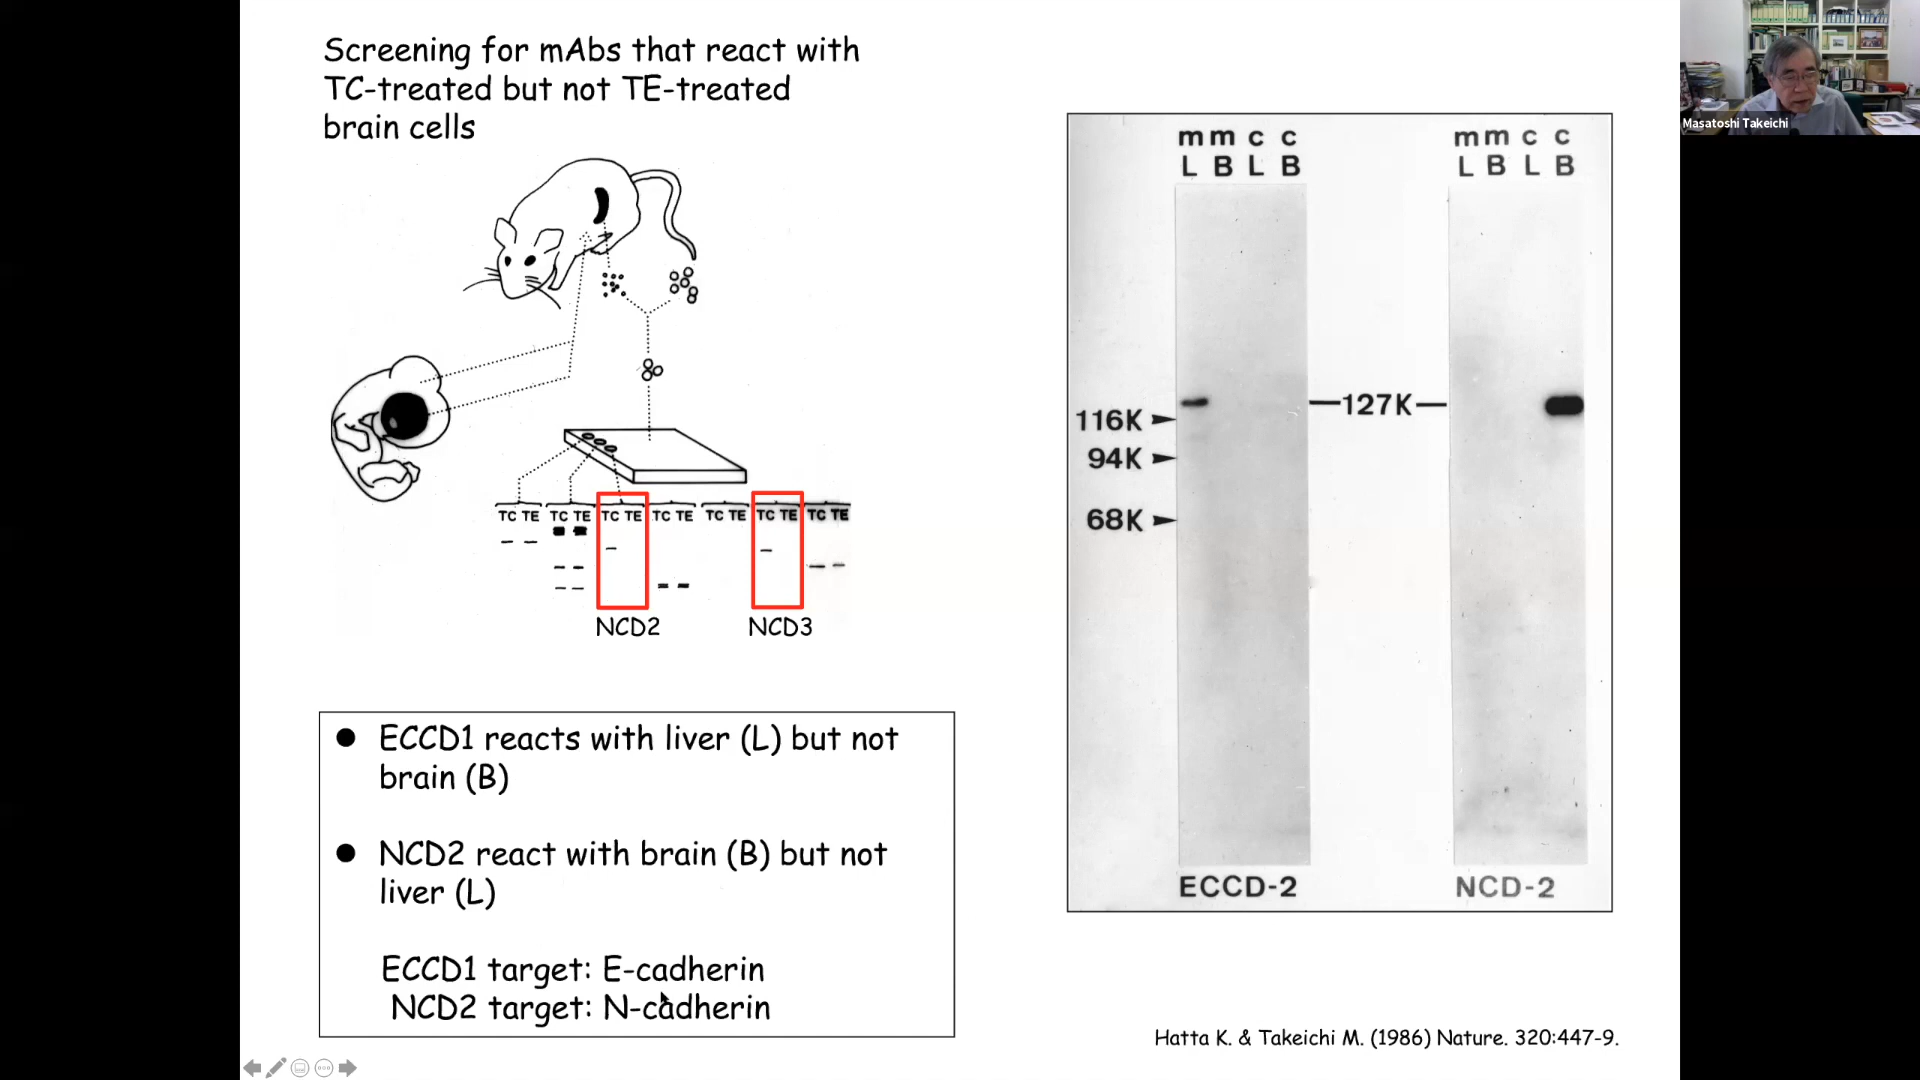 Screening for mAbs that react with
TC-treated but not TE-treated
brain cells
Masatoshi Takeichi
TC TE TC TE TC TE TC TE TC TE TC TE TC TE
NCD2 NCD3
m m c c
L B L B
m m c c
L B L B
127K
116K
94K
68K
ECCD-2
NCD-2
● ECCD1 reacts with liver (L) but not
brain (B)
● NCD2 react with brain (B) but not
liver (L)
ECCD1 target: E-cadherin
NCD2 target: N-cadherin
Hatta K. & Takeichi M. (1986) Nature. 320:447-9.